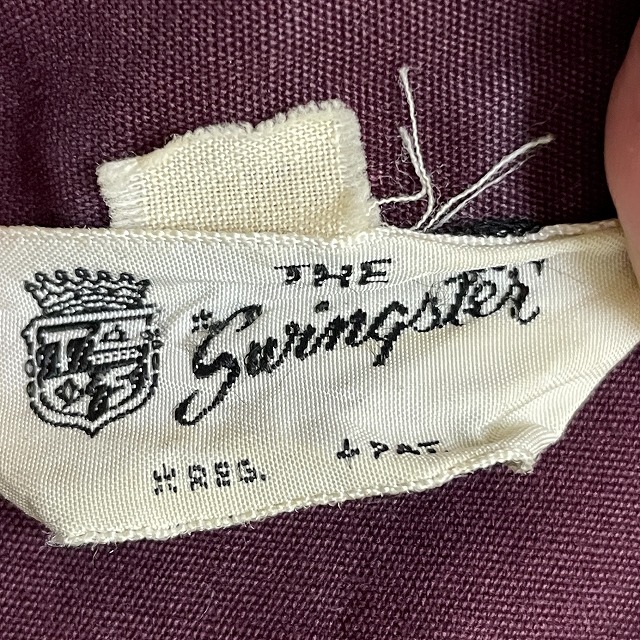 THE
"Swingster"
* REG. + PAT.